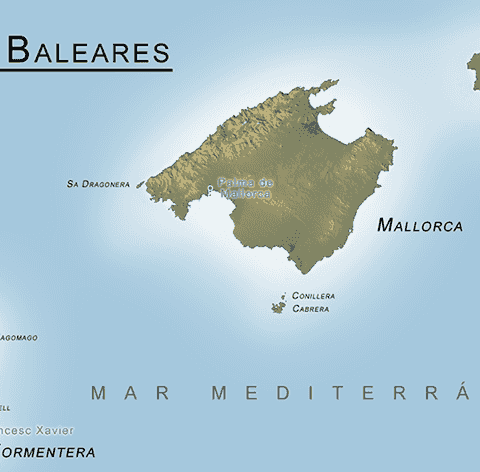 BALEARES
SA DRAGONERA
Palma de
Mallorca
MALLORCA
CONILLERA
CABRERA
AGOMAGO
MAR MEDITERRÁ
ELL
ncesc Xavier
ORMENTERA